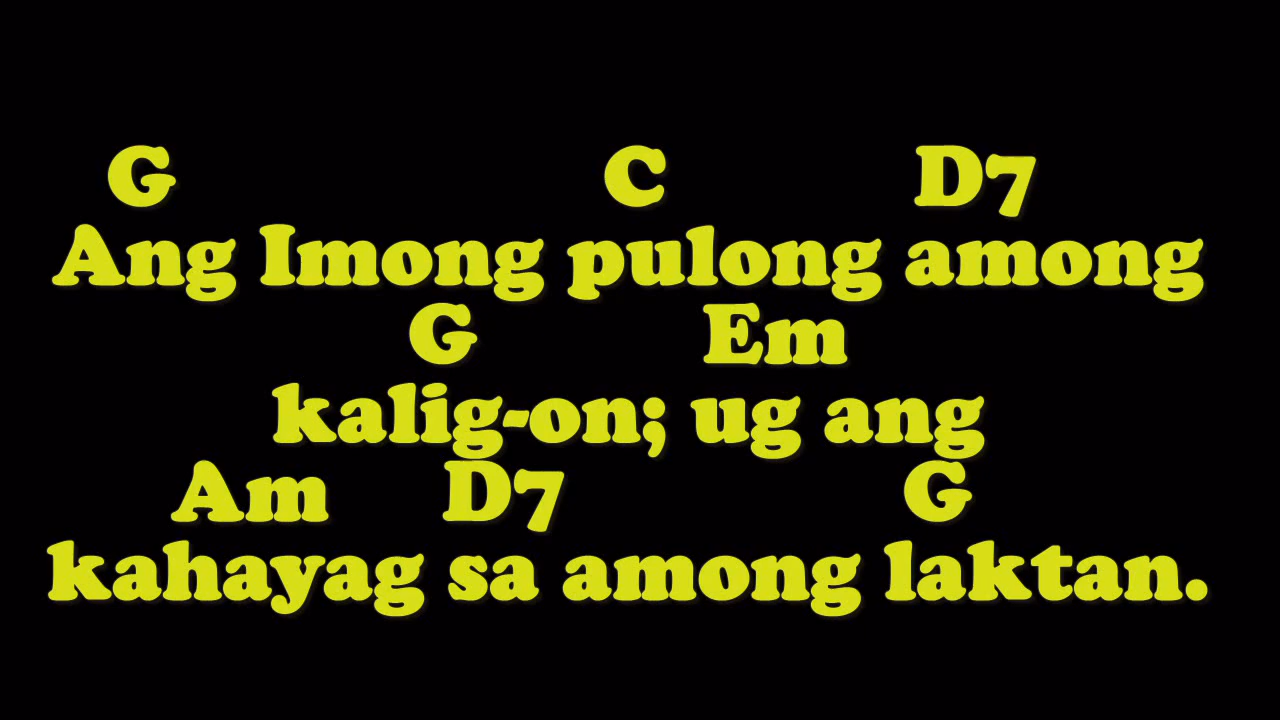 G C D7
Ang Imong pulong among
G Em
kalig-on; ug ang
Am D7 G
kahayag sa among laktan.